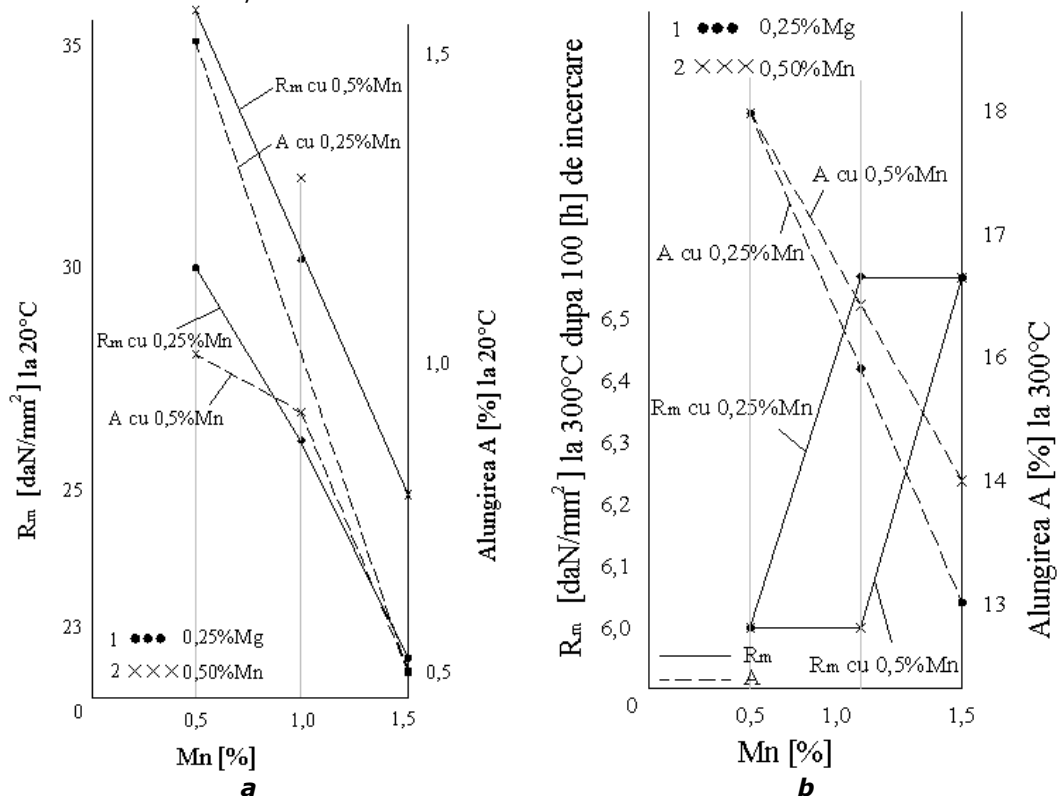 35
30
25
23
0
Rm [daN/mm²] la 20°C
1,5
1,0
0,5
Alungirea A [%] la 20°C
Rm cu 0,5%Mn
A cu 0,25%Mn
Rm cu 0,25%Mn
A cu 0,5%Mn
1 ●●● 0,25%Mg
2 ××× 0,50%Mn
0,5 1,0 1,5
Mn [%]
a
1 ●●● 0,25%Mg
2 ××× 0,50%Mn
Rm [daN/mm²] la 300°C dupa 100 [h] de incercare
6,5
6,4
6,3
6,2
6,1
6,0
0
18
17
16
14
13
Alungirea A [%] la 300°C
A cu 0,5%Mn
A cu 0,25%Mn
Rm cu 0,25%Mn
Rm cu 0,5%Mn
Rm
A
0,5 1,0 1,5
Mn [%]
b